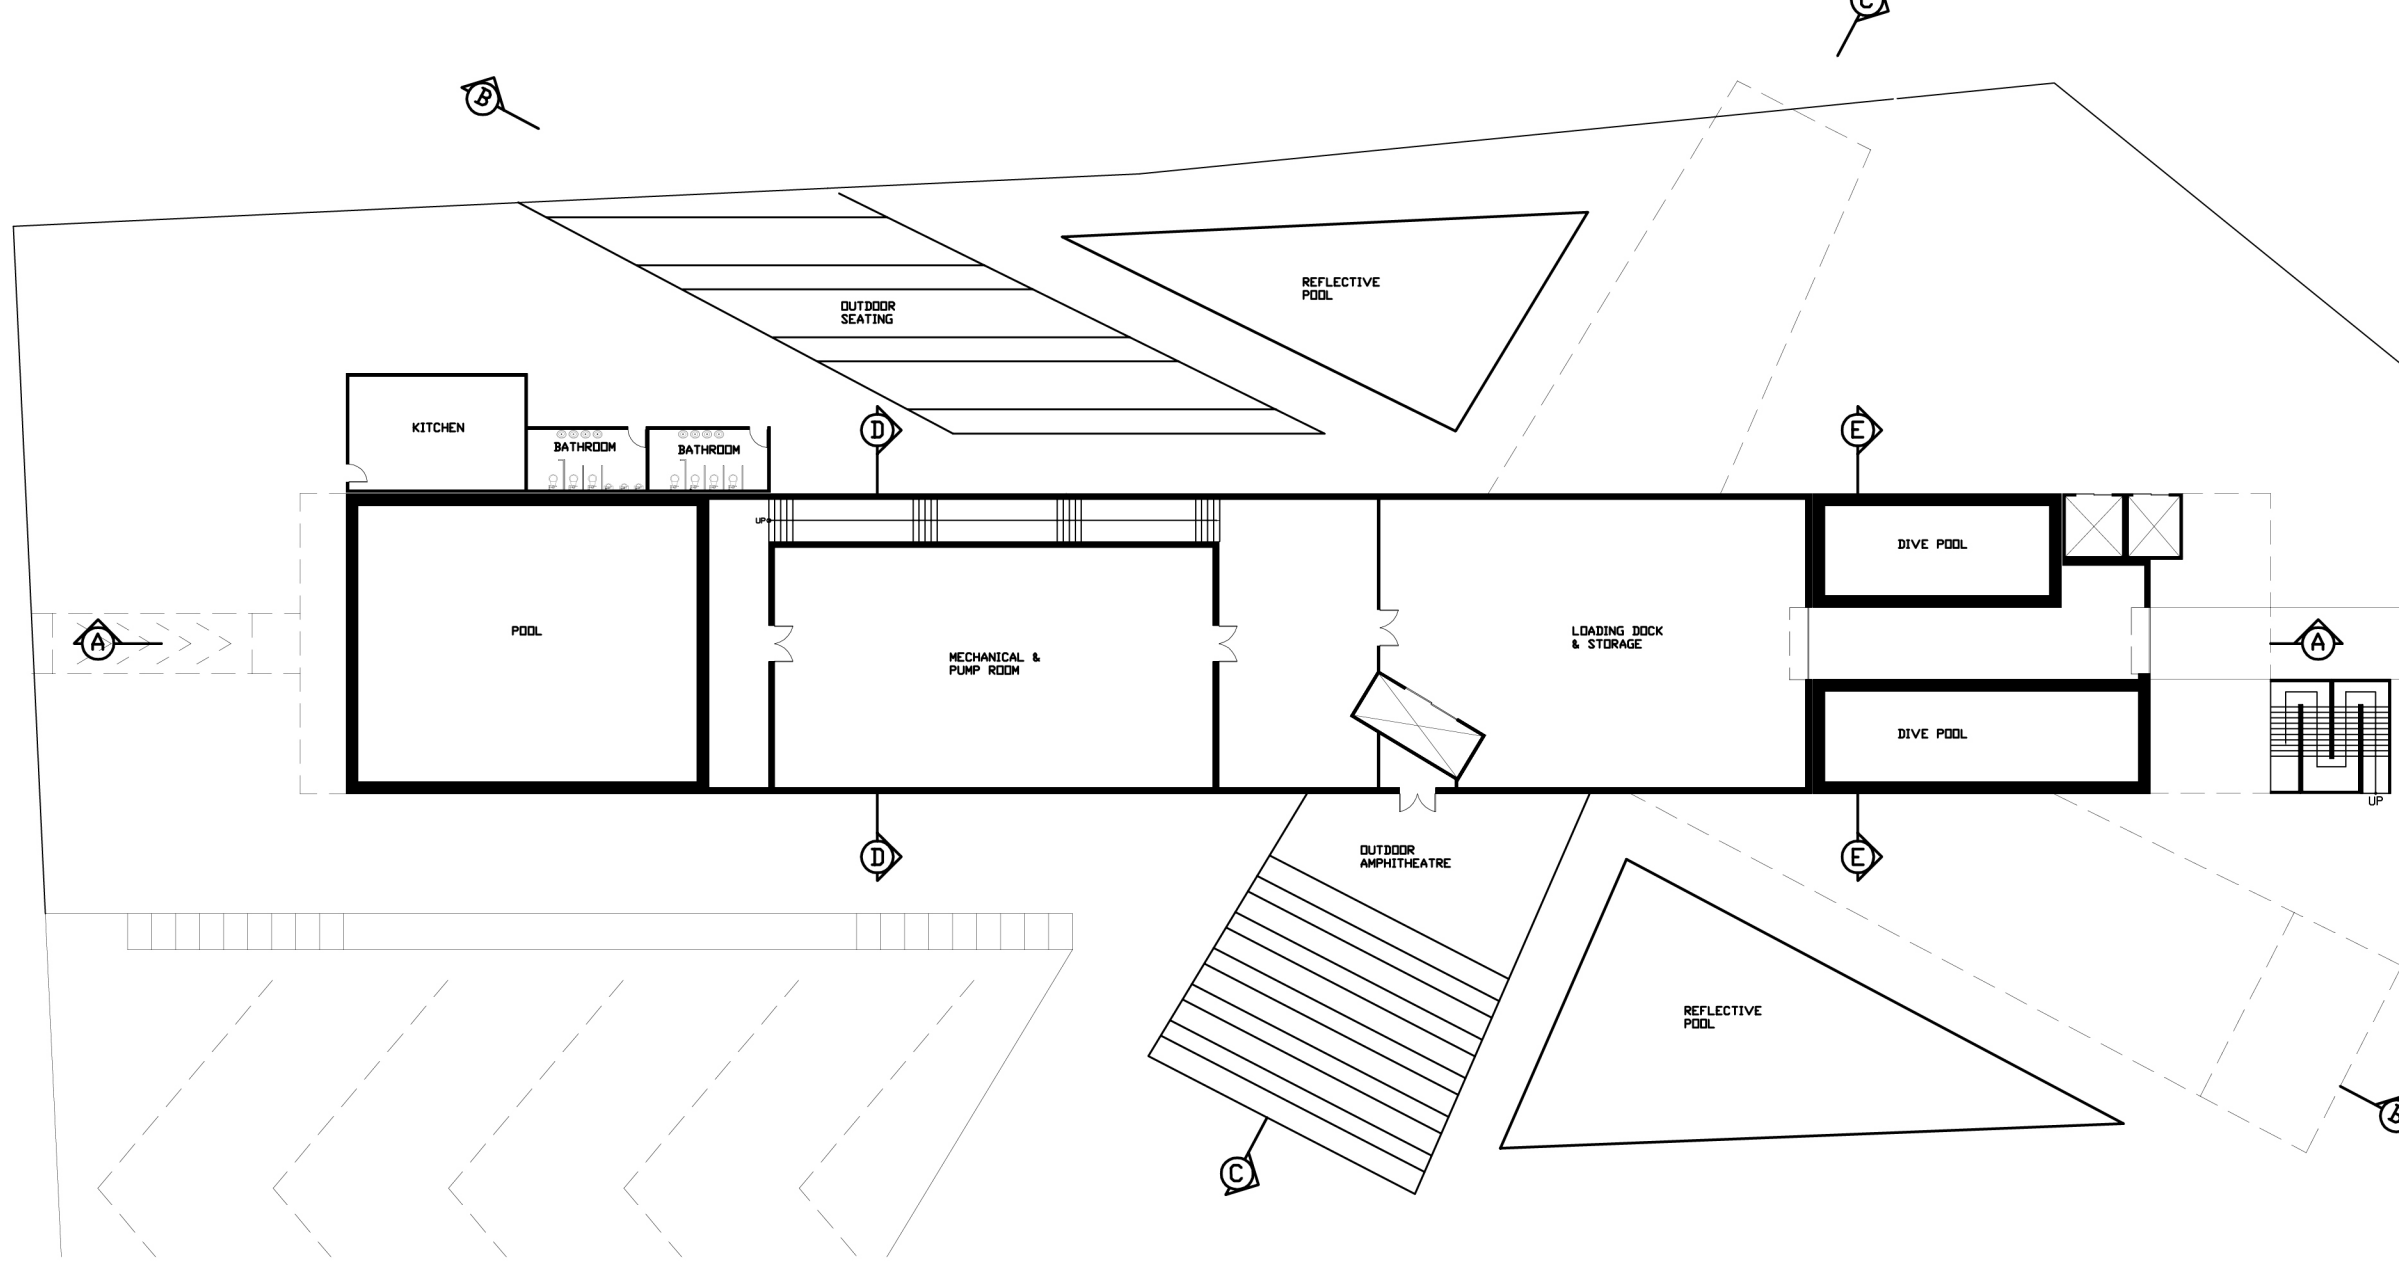 C
B
REFLECTIVE
POOL
OUTDOOR
SEATING
KITCHEN
BATHROOM
BATHROOM
D
E
UP
DIVE POOL
POOL
LOADING DOCK
& STORAGE
A
A
MECHANICAL &
PUMP ROOM
DIVE POOL
UP
OUTDOOR
AMPHITHEATRE
D
E
REFLECTIVE
POOL
B
C